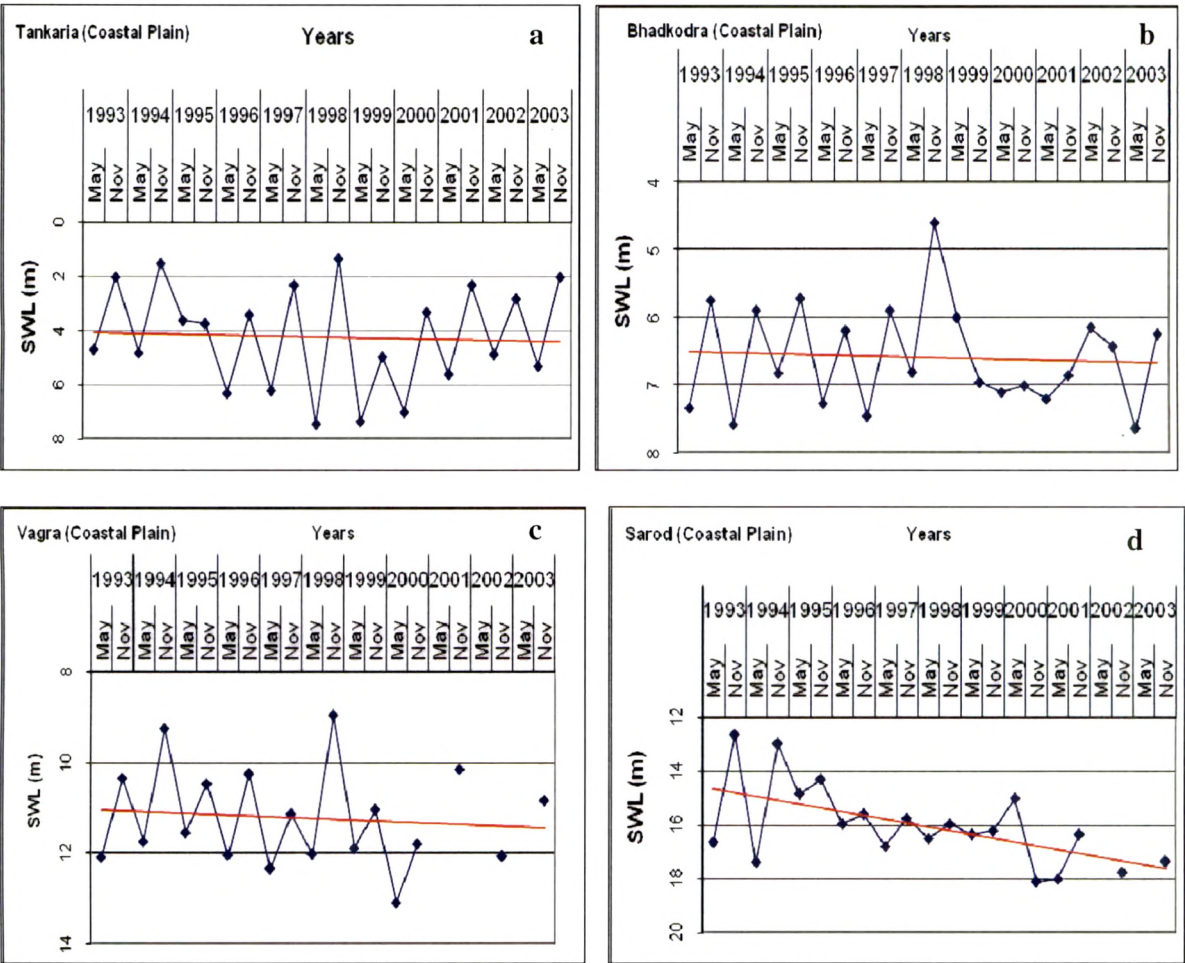 Tankaria (Coastal Plain) Years a
1993 1994 1995 1996 1997 1998 1999 2000 2001 2002 2003
May Nov May Nov May Nov May Nov May Nov May Nov May Nov May Nov May Nov May Nov May Nov
SWL (m)
0
2
4
6
8
Bhadkodra (Coastal Plain) Years b
1993 1994 1995 1996 1997 1998 1999 2000 2001 2002 2003
May Nov May Nov May Nov May Nov May Nov May Nov May Nov May Nov May Nov May Nov May Nov
SWL (m)
4
5
6
7
8
Vagra (Coastal Plain) Years c
1993 1994 1995 1996 1997 1998 1999 2000 2001 2002 2003
May Nov May Nov May Nov May Nov May Nov May Nov May Nov May Nov May Nov May Nov May Nov
SWL (m)
8
10
12
14
Sarod (Coastal Plain) Years d
1993 1994 1995 1996 1997 1998 1999 2000 2001 2002 2003
May Nov May Nov May Nov May Nov May Nov May Nov May Nov May Nov May Nov May Nov May Nov
SWL (m)
12
14
16
18
20